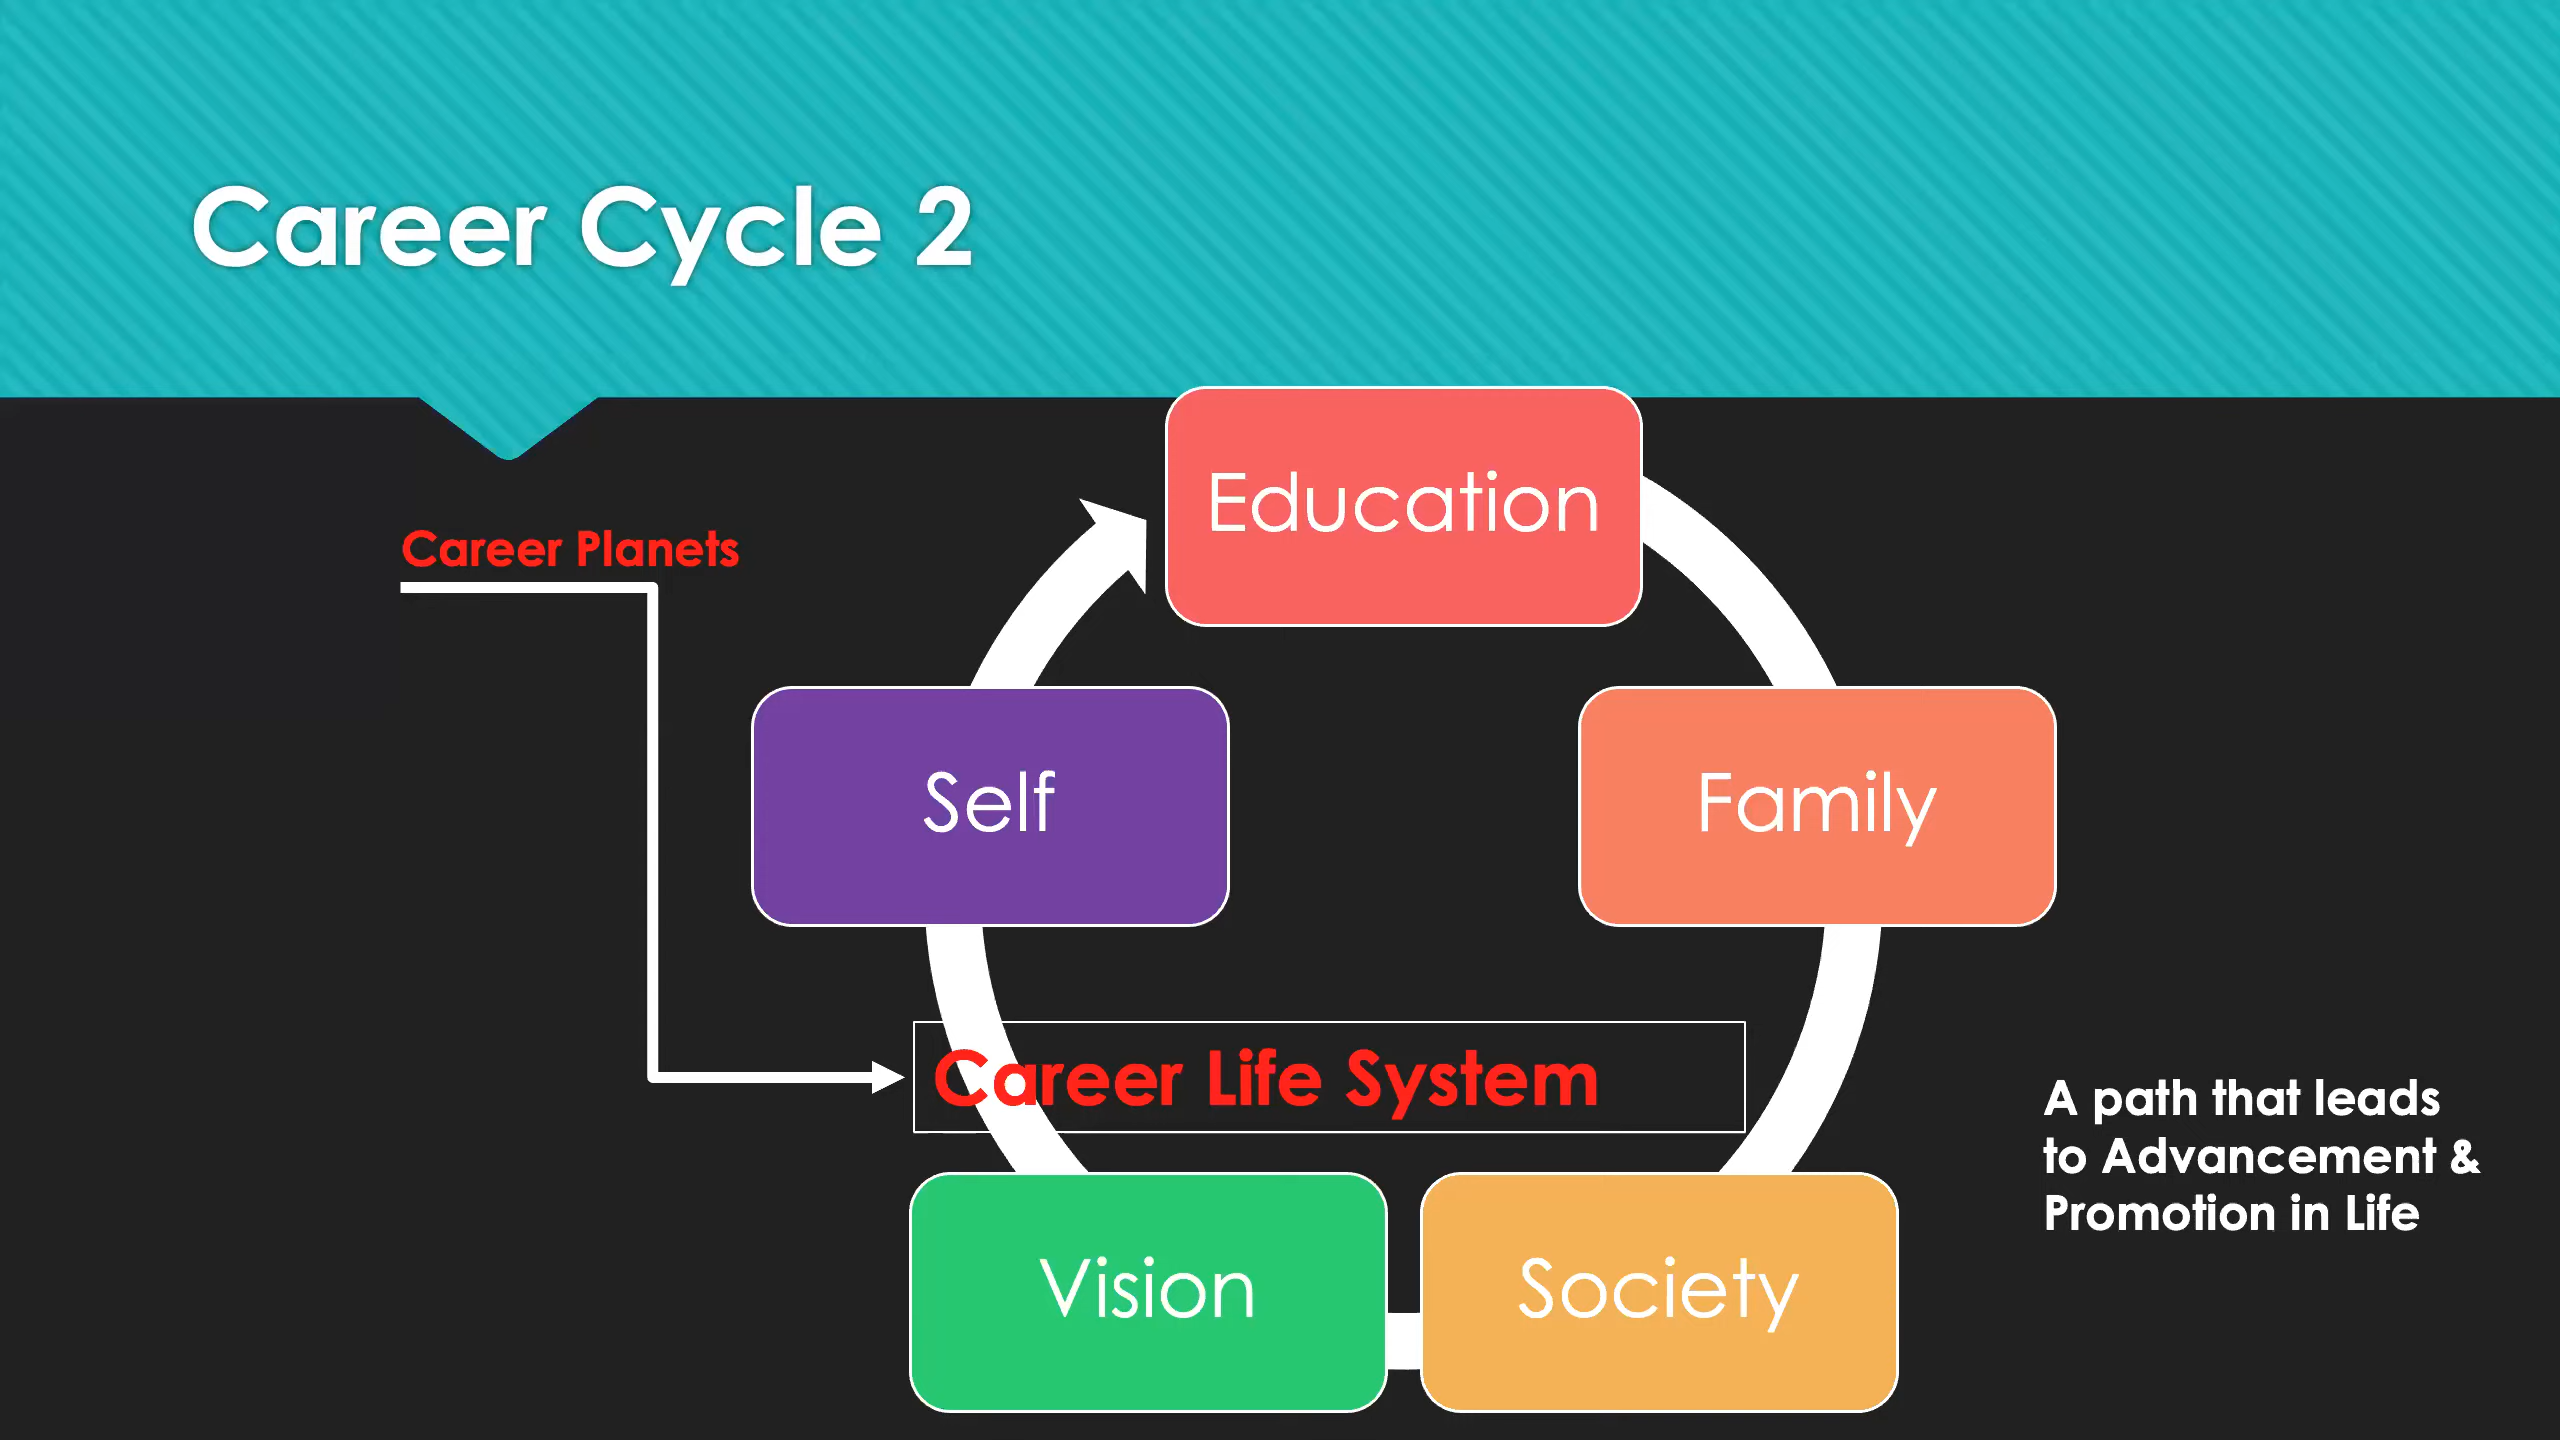 Career Cycle 2
Career Planets
Education
Self
Family
Career Life System
A path that leads
to Advancement &
Promotion in Life
Vision
Society